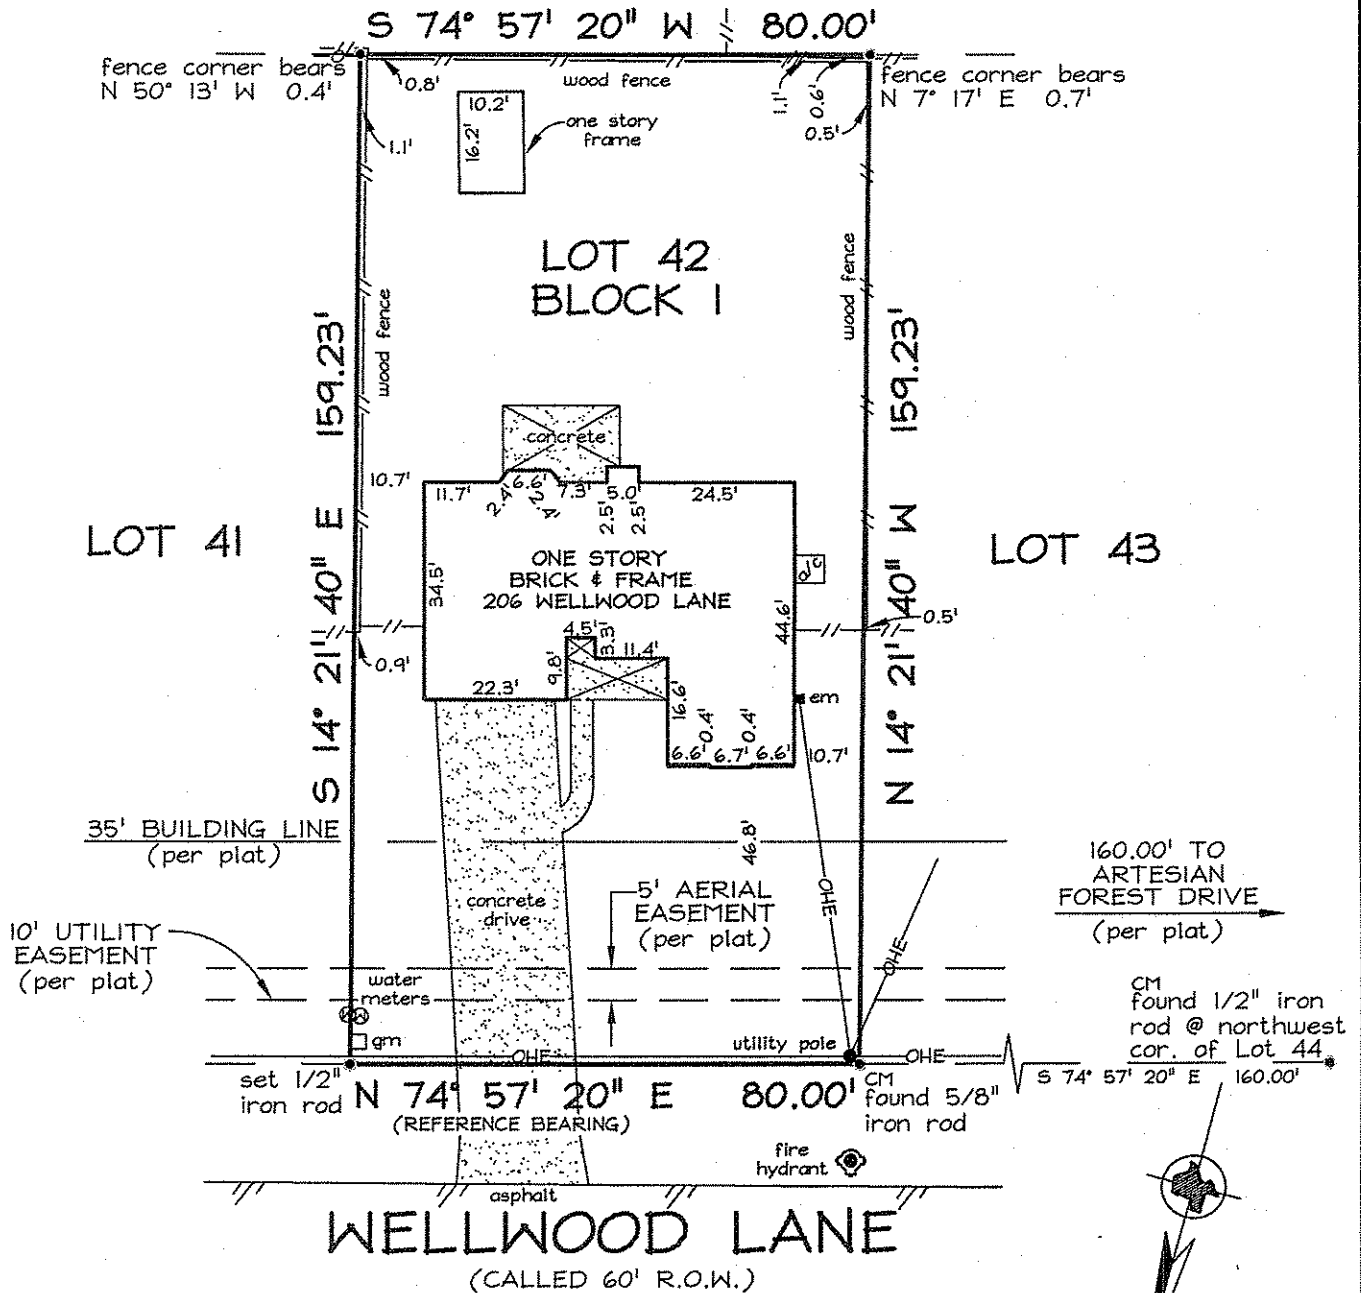 S 74° 57' 20" W 80.00'
fence corner bears
N 50° 13' W 0.4'
fence corner bears
N 7° 17' E 0.7'
0.8'
wood fence
1.1'
0.6'
0.5'
1.1'
10.2'
16.2'
one story
frame
LOT 42
BLOCK 1
wood fence
wood fence
S 14° 21' 40" E 159.23'
N 14° 21' 40" W 159.23'
concrete
10.7'
11.7'
2.4'
6.6'
2.4'
7.3'
5.0'
2.5'
2.5'
24.5'
LOT 41
LOT 43
ONE STORY
BRICK & FRAME
206 WELLWOOD LANE
a/c
34.5'
44.6'
4.5'
3.3'
11.4'
9.8'
0.9'
0.5'
22.3'
16.6'
em
0.4'
0.4'
6.6'
6.7'
6.6'
10.7'
35' BUILDING LINE
(per plat)
46.8'
160.00' TO
ARTESIAN
FOREST DRIVE
(per plat)
concrete
drive
5' AERIAL
EASEMENT
(per plat)
OHE
OHE
10' UTILITY
EASEMENT
(per plat)
water
meters
gm
utility pole
OHE
OHE
CM
found 1/2" iron
rod @ northwest
cor. of Lot 44
S 74° 57' 20" E 160.00'
set 1/2"
iron rod
N 74° 57' 20" E 80.00'
(REFERENCE BEARING)
CM
found 5/8"
iron rod
fire
hydrant
asphalt
WELLWOOD LANE
(CALLED 60' R.O.W.)